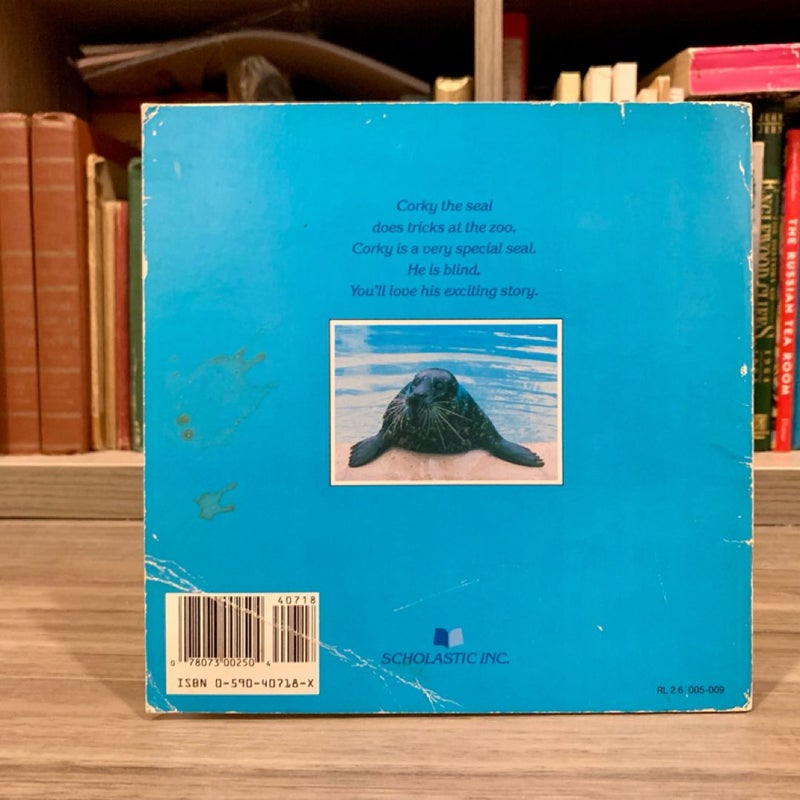 Corky the seal
does tricks at the zoo.
Corky is a very special seal.
He is blind.
You'll love his exciting story.
40718
0 78073 00250 4
ISBN 0-590-40718-X
SCHOLASTIC INC.
RL 2.6 005-009
THE RUSSIAN TEA ROOM